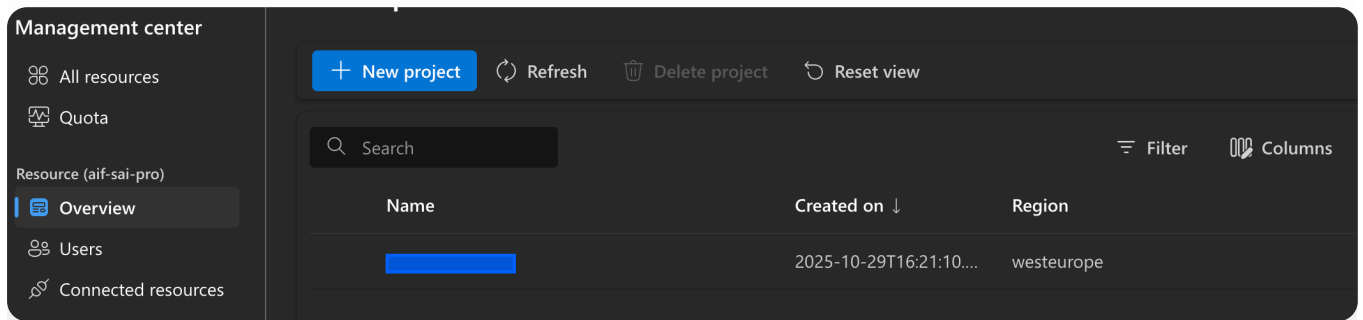 Management center
All resources
Quota
Resource (aif-sai-pro)
Overview
Users
Connected resources
New project Refresh Delete project Reset view
Search Filter Columns
Name Created on ↓ Region
2025-10-29T16:21:10.... westeurope